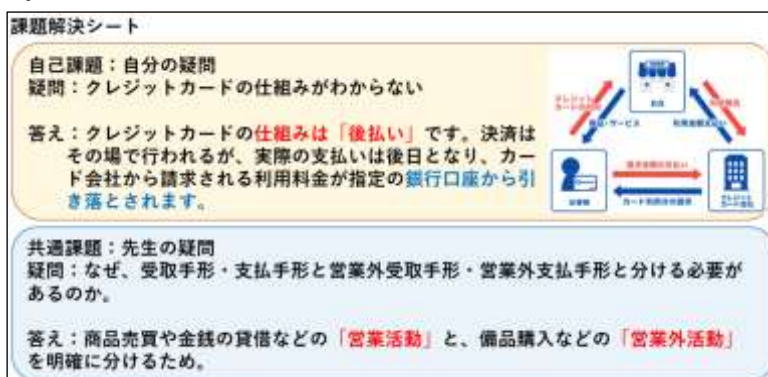 課題解決シート
自己課題：自分の疑問
疑問：クレジットカードの仕組みがわからない
答え：クレジットカードの仕組みは「後払い」です。決済は
その場で行われるが、実際の支払いは後日となり、カー
ド会社から請求される利用料金が指定の銀行口座から引
き落とされます。
商品・サービス
共通課題：先生の疑問
疑問：なぜ、受取手形・支払手形と営業外受取手形・営業外支払手形と分ける必要が
あるのか。
答え：商品売買や金銭の貸借などの「営業活動」と、備品購入などの「営業外活動」
を明確に分けるため。